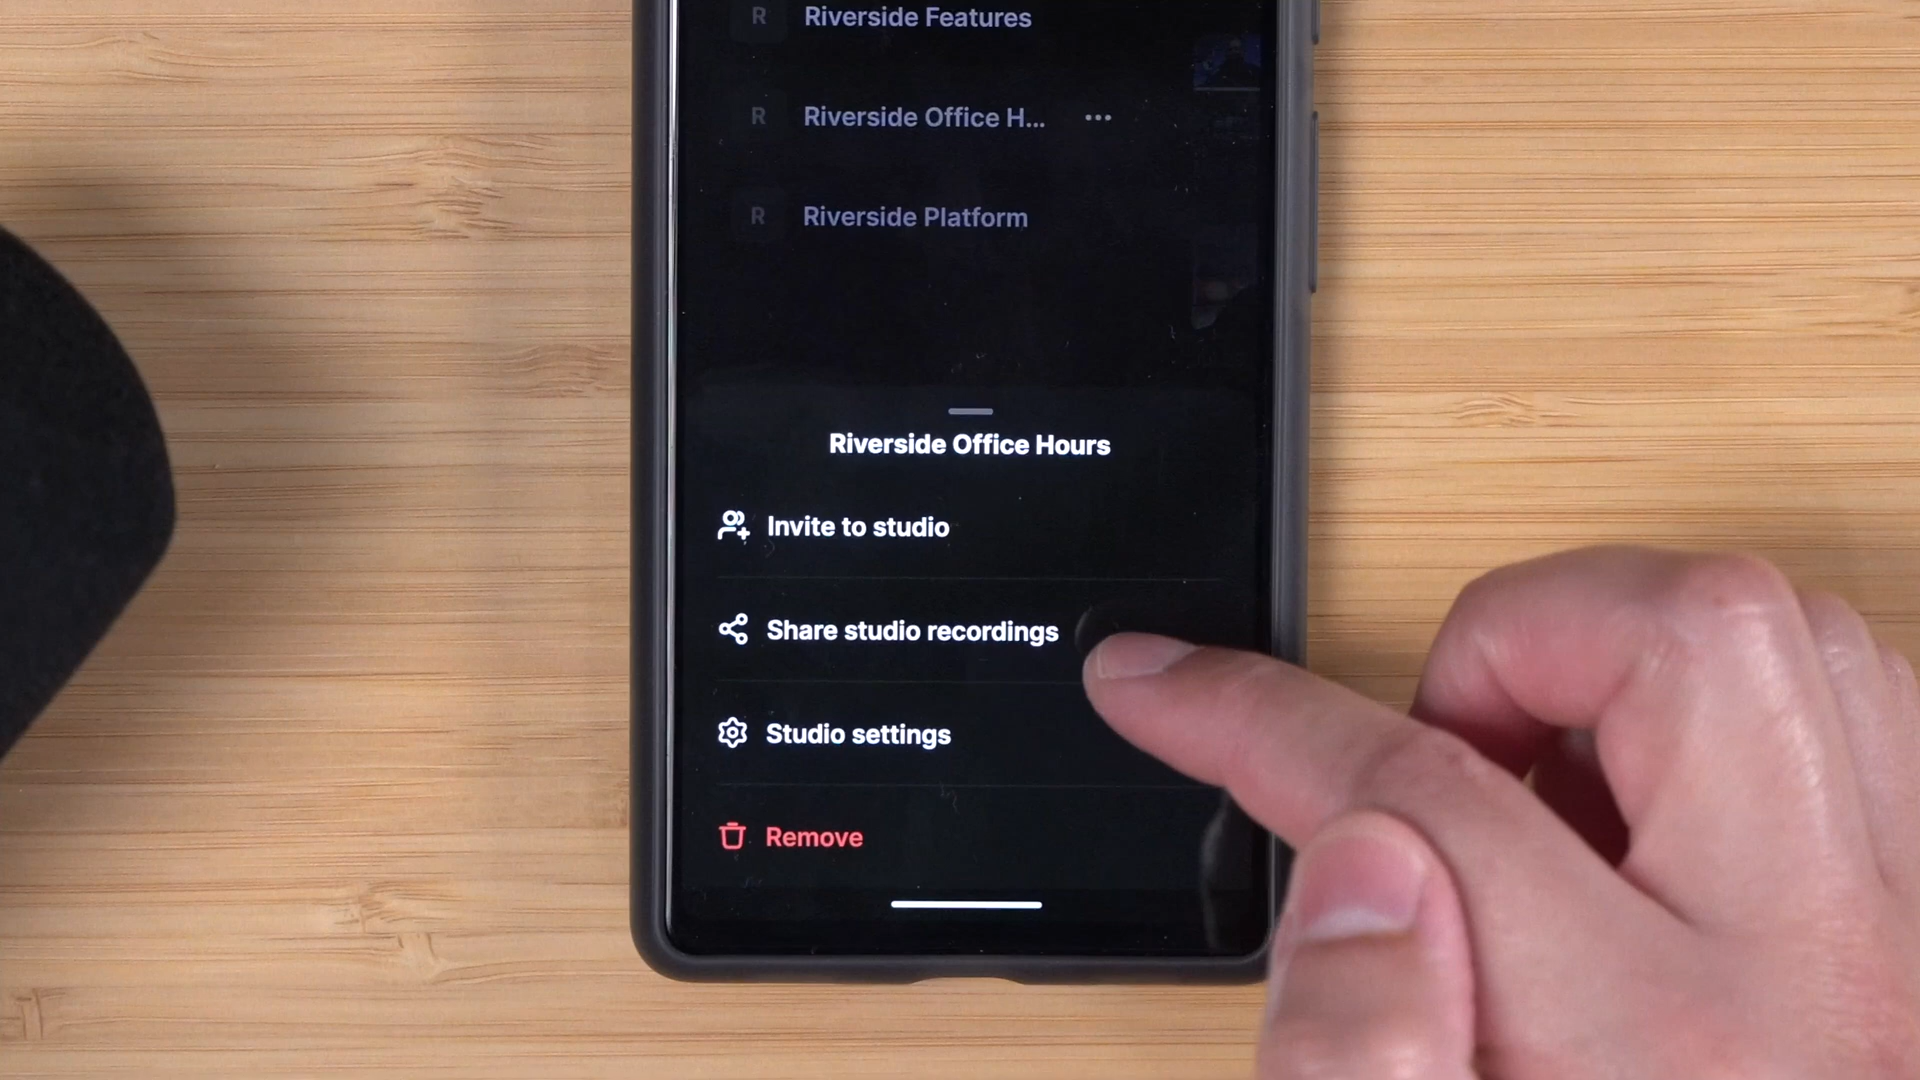 R Riverside Features
R Riverside Office H... •••
R Riverside Platform
Riverside Office Hours
Invite to studio
Share studio recordings
Studio settings
Remove